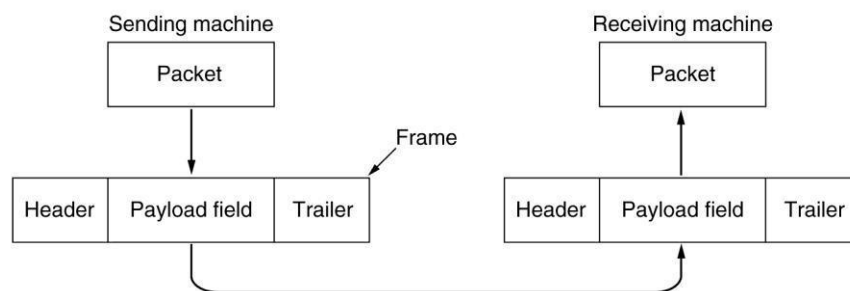 Sending machine
Receiving machine
Packet
Packet
Frame
Header
Payload field
Trailer
Header
Payload field
Trailer